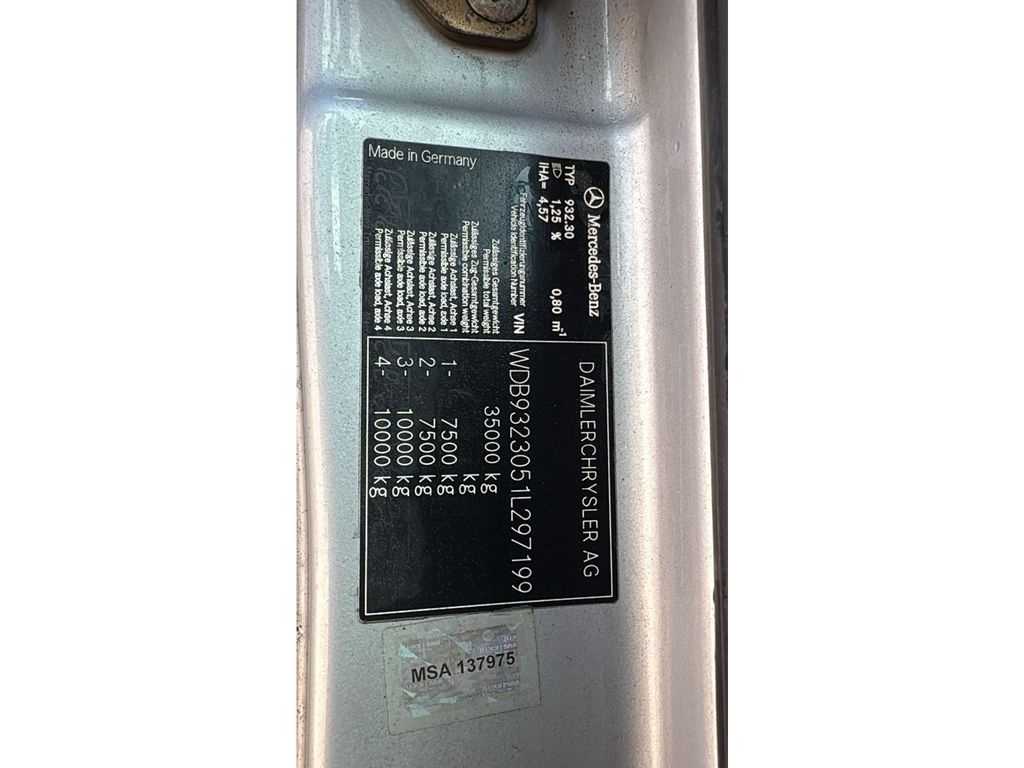 Mercedes-Benz
TYP 932.30
1,25 % 0,80 m⁻¹
IHA= 4,57
DAIMLERCHRYSLER AG
Fahrzeugidentifizierungsnummer
Vehicle Identification Number VIN WDB9323051L297199
Zulässiges Gesamtgewicht
Permissible total weight 35000 kg
Zulässiges Zug-Gesamtgewicht
Permissible combination weight kg
Zulässige Achslast, Achse 1
Permissible axle load, axle 1 1- 7500 kg
Zulässige Achslast, Achse 2
Permissible axle load, axle 2 2- 7500 kg
Zulässige Achslast, Achse 3
Permissible axle load, axle 3 3- 10000 kg
Zulässige Achslast, Achse 4
Permissible axle load, axle 4 4- 10000 kg
Made in Germany
MSA 137975